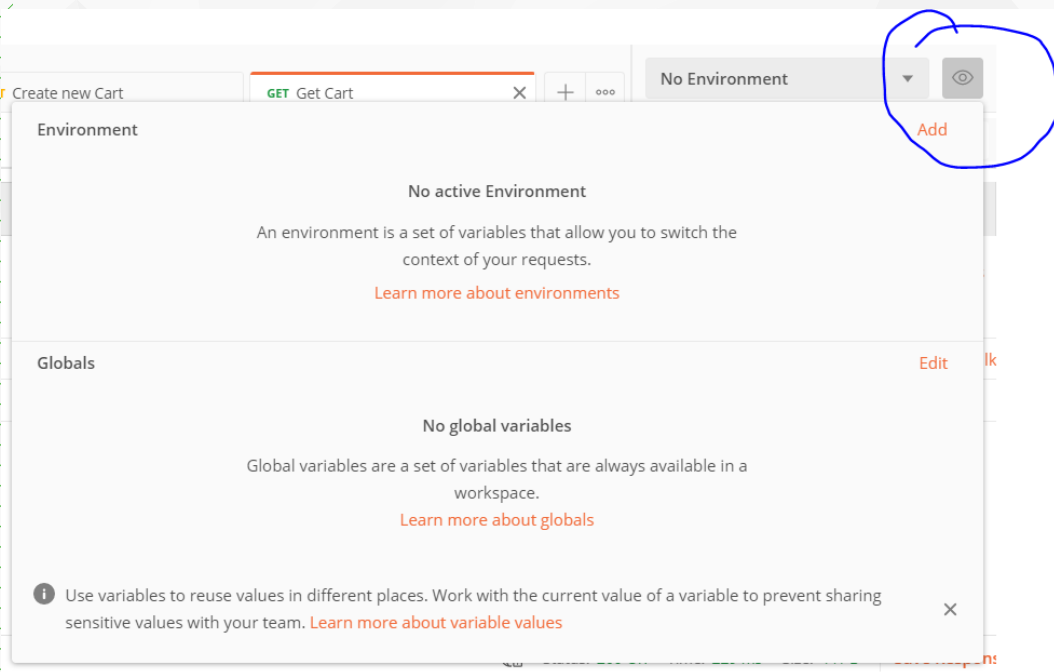 No Environment
Create new Cart GET Get Cart
Environment Add
No active Environment
An environment is a set of variables that allow you to switch the
context of your requests.
Learn more about environments
Globals Edit
lk
No global variables
Global variables are a set of variables that are always available in a
workspace.
Learn more about globals
Use variables to reuse values in different places. Work with the current value of a variable to prevent sharing
sensitive values with your team. Learn more about variable values